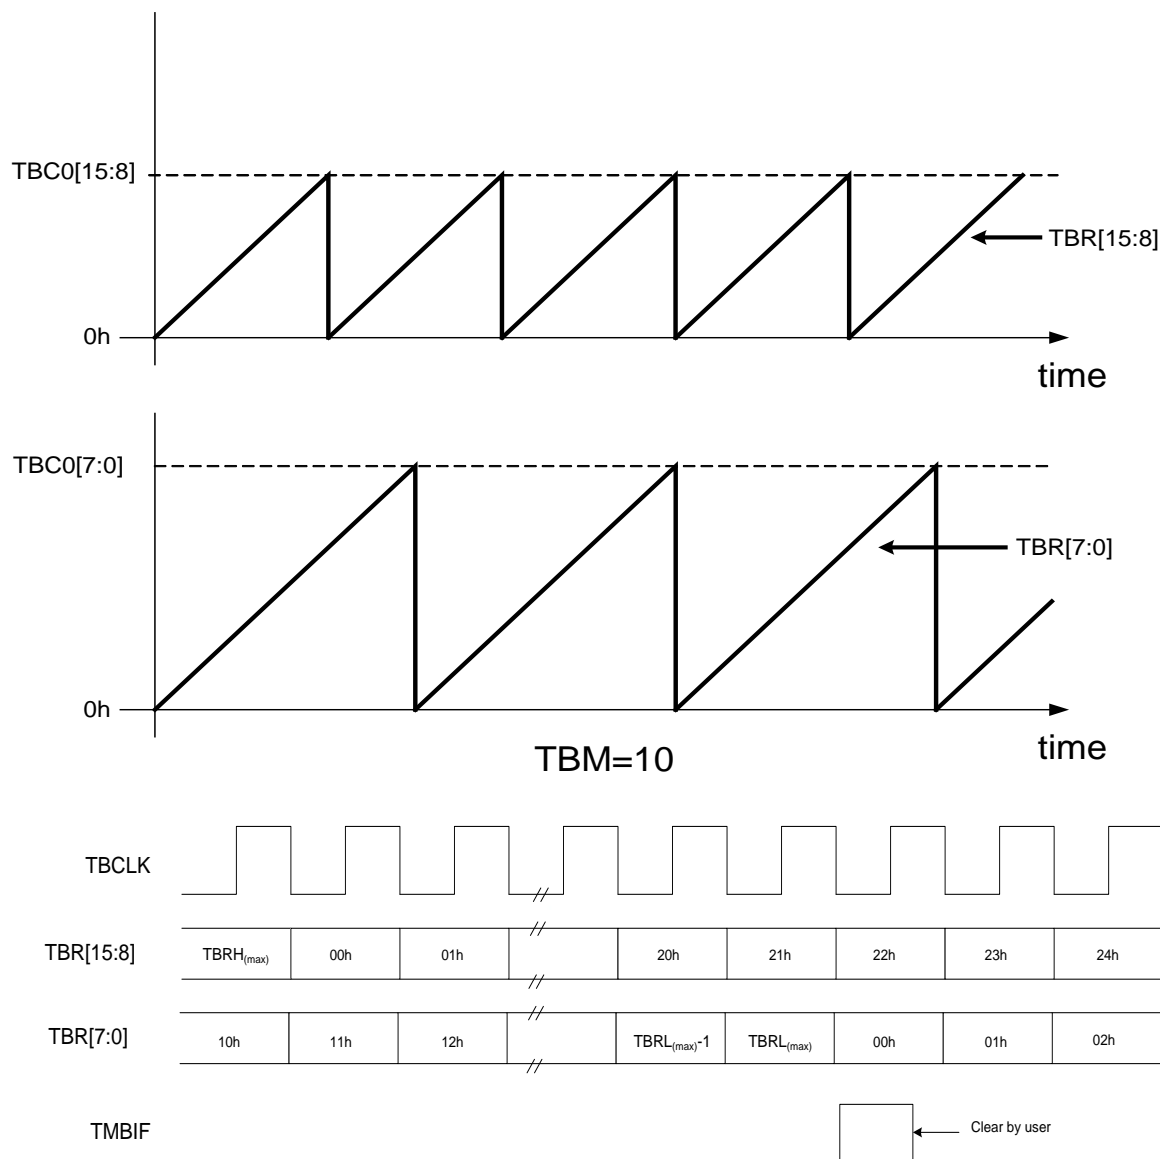 TBC0[15:8]
TBR[15:8]
0h
time
TBC0[7:0]
TBR[7:0]
0h
time
TBM=10
TBCLK
TBR[15:8] TBRH(max) 00h 01h 20h 21h 22h 23h 24h
TBR[7:0] 10h 11h 12h TBRL(max)-1 TBRL(max) 00h 01h 02h
TMBIF Clear by user